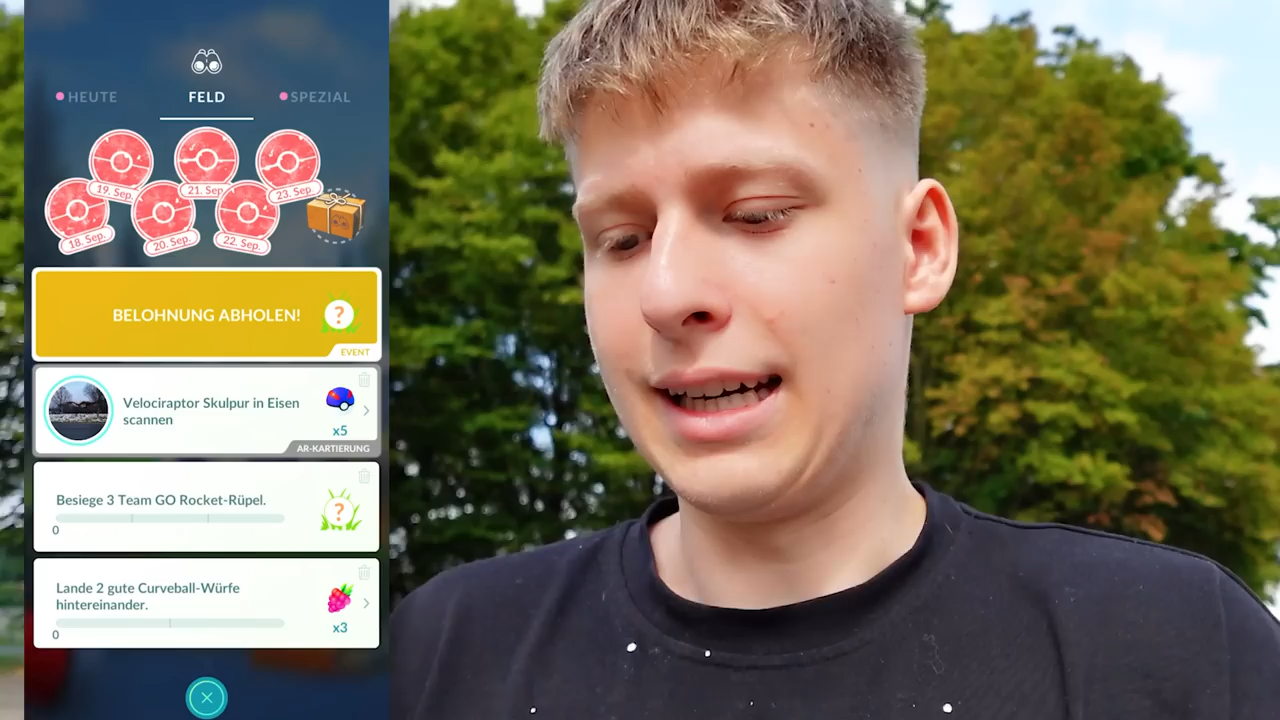 HEUTE
FELD
SPEZIAL
19. Sep.
21. Sep.
23. Sep.
18. Sep.
20. Sep.
22. Sep.
BELOHNUNG ABHOLEN!
?
EVENT
Velociraptor Skulpur in Eisen
scannen
x5
AR-KARTIERUNG
Besiege 3 Team GO Rocket-Rüpel.
?
0
Lande 2 gute Curveball-Würfe
hintereinander.
x3
0